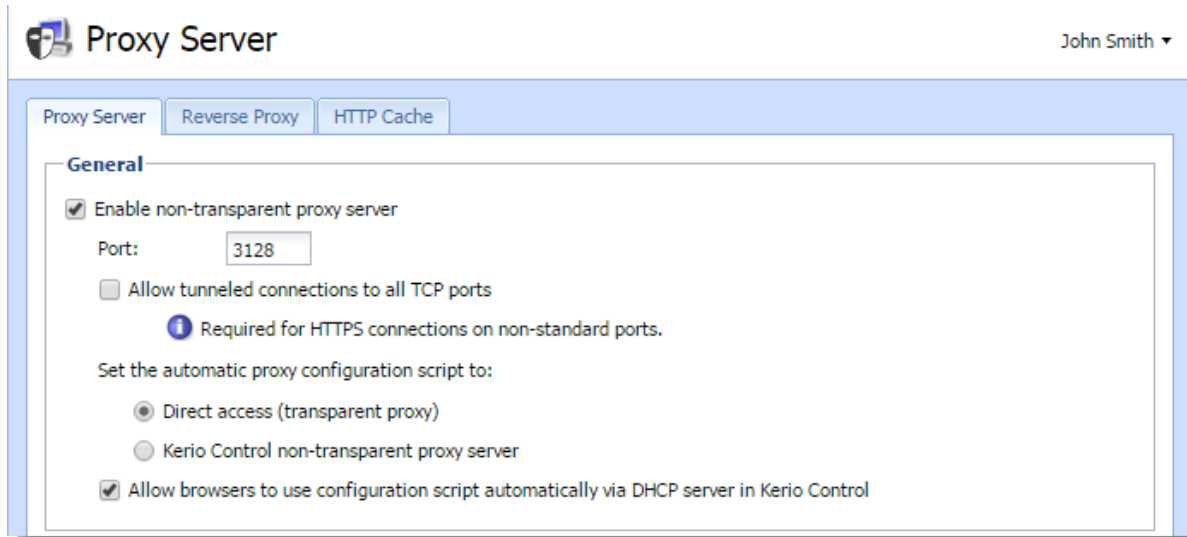 Proxy Server
John Smith
Proxy Server
Reverse Proxy
HTTP Cache
General
Enable non-transparent proxy server
Port:
3128
Allow tunneled connections to all TCP ports
Required for HTTPS connections on non-standard ports.
Set the automatic proxy configuration script to:
Direct access (transparent proxy)
Kerio Control non-transparent proxy server
Allow browsers to use configuration script automatically via DHCP server in Kerio Control